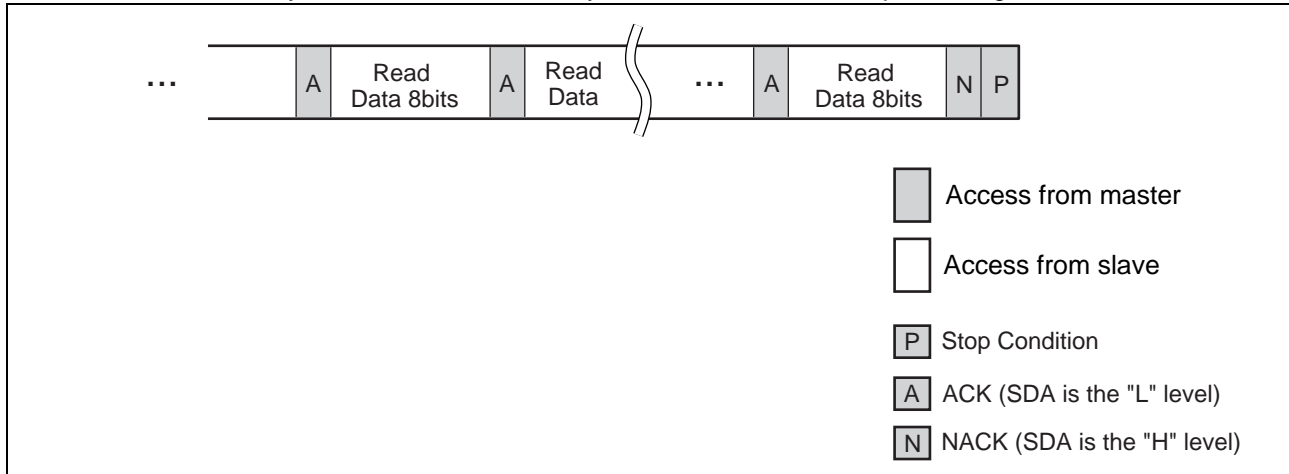 ... A Read Data 8bits A Read Data ... A Read Data 8bits N P
Access from master
Access from slave
P Stop Condition
A ACK (SDA is the "L" level)
N NACK (SDA is the "H" level)